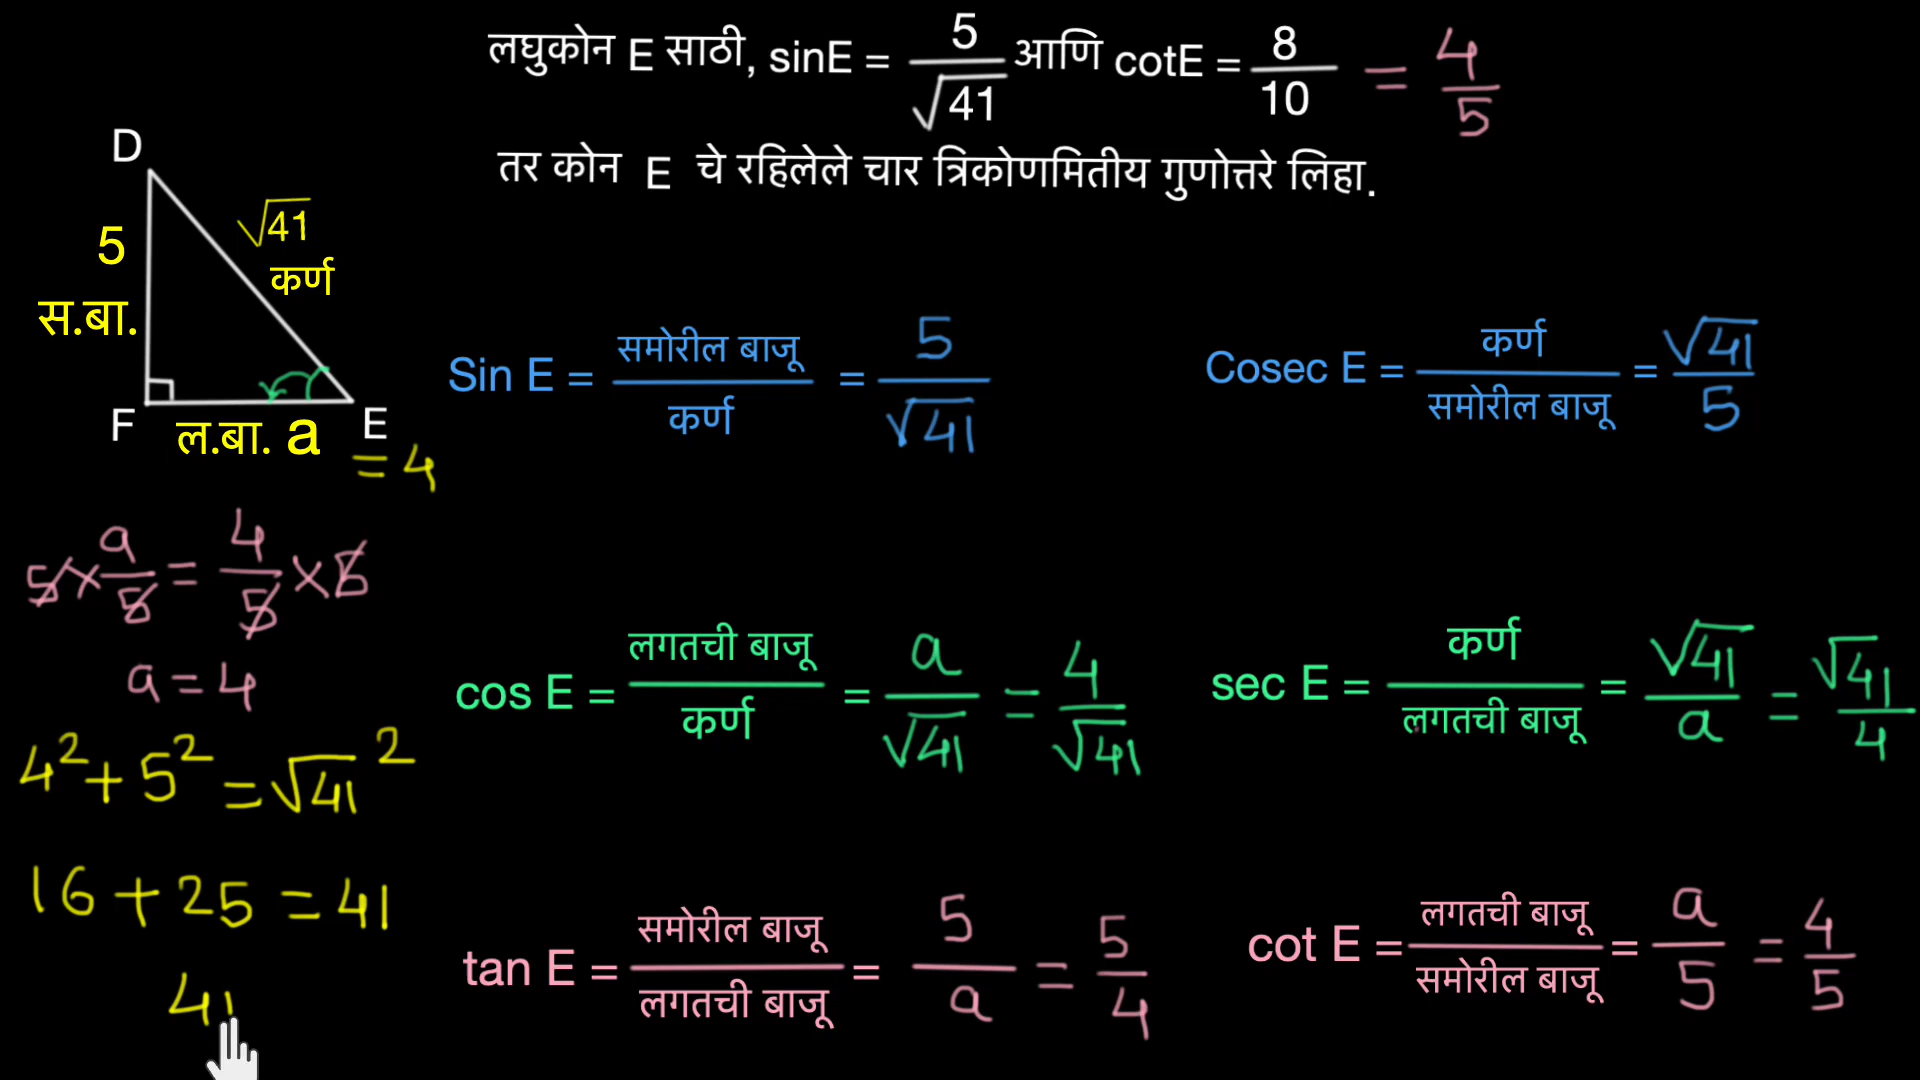 लघुकोन E साठी, sinE = 5/√41 आणि cotE = 8/10 = 4/5
तर कोन E चे रहिलेले चार त्रिकोणमितीय गुणोत्तरे लिहा.
D
√41
5
कर्ण
स.बा.
F
E
ल.बा. a = 4
5 × a/5 = 4/5 × 5
a = 4
4² + 5² = √41²
16 + 25 = 41
41
Sin E = समोरील बाजू/कर्ण = 5/√41
Cosec E = कर्ण/समोरील बाजू = √41/5
cos E = लगतची बाजू/कर्ण = a/√41 = 4/√41
sec E = कर्ण/लगतची बाजू = √41/a = √41/4
tan E = समोरील बाजू/लगतची बाजू = 5/a = 5/4
cot E = लगतची बाजू/समोरील बाजू = a/5 = 4/5